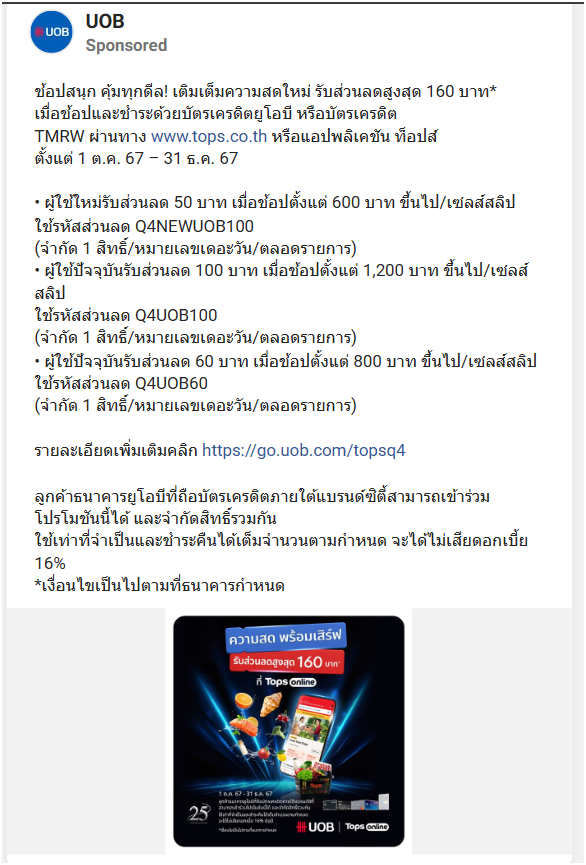 UOB
UOB
Sponsored
ช้อปสนุก คุ้มทุกดีล! เติมเต็มความสดใหม่ รับส่วนลดสูงสุด 160 บาท*
เมื่อช้อปและชำระด้วยบัตรเครดิตยูโอบี หรือบัตรเครดิต
TMRW ผ่านทาง www.tops.co.th หรือแอปพลิเคชัน ท็อปส์
ตั้งแต่ 1 ต.ค. 67 – 31 ธ.ค. 67
• ผู้ใช้ใหม่รับส่วนลด 50 บาท เมื่อช้อปตั้งแต่ 600 บาท ขึ้นไป/เซลส์สลิป
ใช้รหัสส่วนลด Q4NEWUOB100
(จำกัด 1 สิทธิ์/หมายเลขเดอะวัน/ตลอดรายการ)
• ผู้ใช้ปัจจุบันรับส่วนลด 100 บาท เมื่อช้อปตั้งแต่ 1,200 บาท ขึ้นไป/เซลส์
สลิป
ใช้รหัสส่วนลด Q4UOB100
(จำกัด 1 สิทธิ์/หมายเลขเดอะวัน/ตลอดรายการ)
• ผู้ใช้ปัจจุบันรับส่วนลด 60 บาท เมื่อช้อปตั้งแต่ 800 บาท ขึ้นไป/เซลส์สลิป
ใช้รหัสส่วนลด Q4UOB60
(จำกัด 1 สิทธิ์/หมายเลขเดอะวัน/ตลอดรายการ)
รายละเอียดเพิ่มเติมคลิก https://go.uob.com/topsq4
ลูกค้าธนาคารยูโอบีที่ถือบัตรเครดิตภายใต้แบรนด์ซิตี้สามารถเข้าร่วม
โปรโมชันนี้ได้ และจำกัดสิทธิ์รวมกัน
ใช้เท่าที่จำเป็นและชำระคืนได้เต็มจำนวนตามกำหนด จะได้ไม่เสียดอกเบี้ย
16%
*เงื่อนไขเป็นไปตามที่ธนาคารกำหนด
ความสด พร้อมเสิร์ฟ
รับส่วนลดสูงสุด 160 บาท*
ที่ Tops online
1 ต.ค. 67 - 31 ธ.ค. 67
25
UOB | Tops online